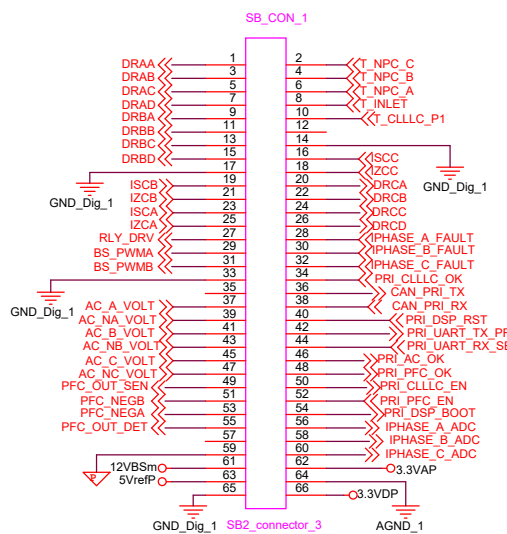 SB_CON_1
DRAA 1 2 T_NPC_C
DRAB 3 4 T_NPC_B
DRAC 5 6 T_NPC_A
DRAD 7 8 T_INLET
DRBA 9 10 T_CLLLC_P1
DRBB 11 12
DRBC 13 14
DRBD 15 16 ISCC
17 18 IZCC
ISCB 19 20 DRCA GND_Dig_1
GND_Dig_1 IZCB 21 22 DRCB
ISCA 23 24 DRCC
IZCA 25 26 DRCD
RLY_DRV 27 28 IPHASE_A_FAULT
BS_PWMA 29 30 IPHASE_B_FAULT
BS_PWMB 31 32 IPHASE_C_FAULT
33 34 PRI_CLLLC_OK
35 36 CAN_PRI_TX
GND_Dig_1 AC_A_VOLT 37 38 CAN_PRI_RX
AC_NA_VOLT 39 40 PRI_DSP_RST
AC_B_VOLT 41 42 PRI_UART_TX_PR
AC_NB_VOLT 43 44 PRI_UART_RX_SE
AC_C_VOLT 45 46 PRI_AC_OK
AC_NC_VOLT 47 48 PRI_PFC_OK
PFC_OUT_SEN 49 50 PRI_CLLLC_EN
PFC_NEGB 51 52 PRI_PFC_EN
PFC_NEGA 53 54 PRI_DSP_BOOT
PFC_OUT_DET 55 56 IPHASE_A_ADC
57 58 IPHASE_B_ADC
59 60 IPHASE_C_ADC
P 12VBSm 61 62 3.3VAP
5VrefP 63 64
65 66 3.3VDP
GND_Dig_1 SB2_connector_3 AGND_1